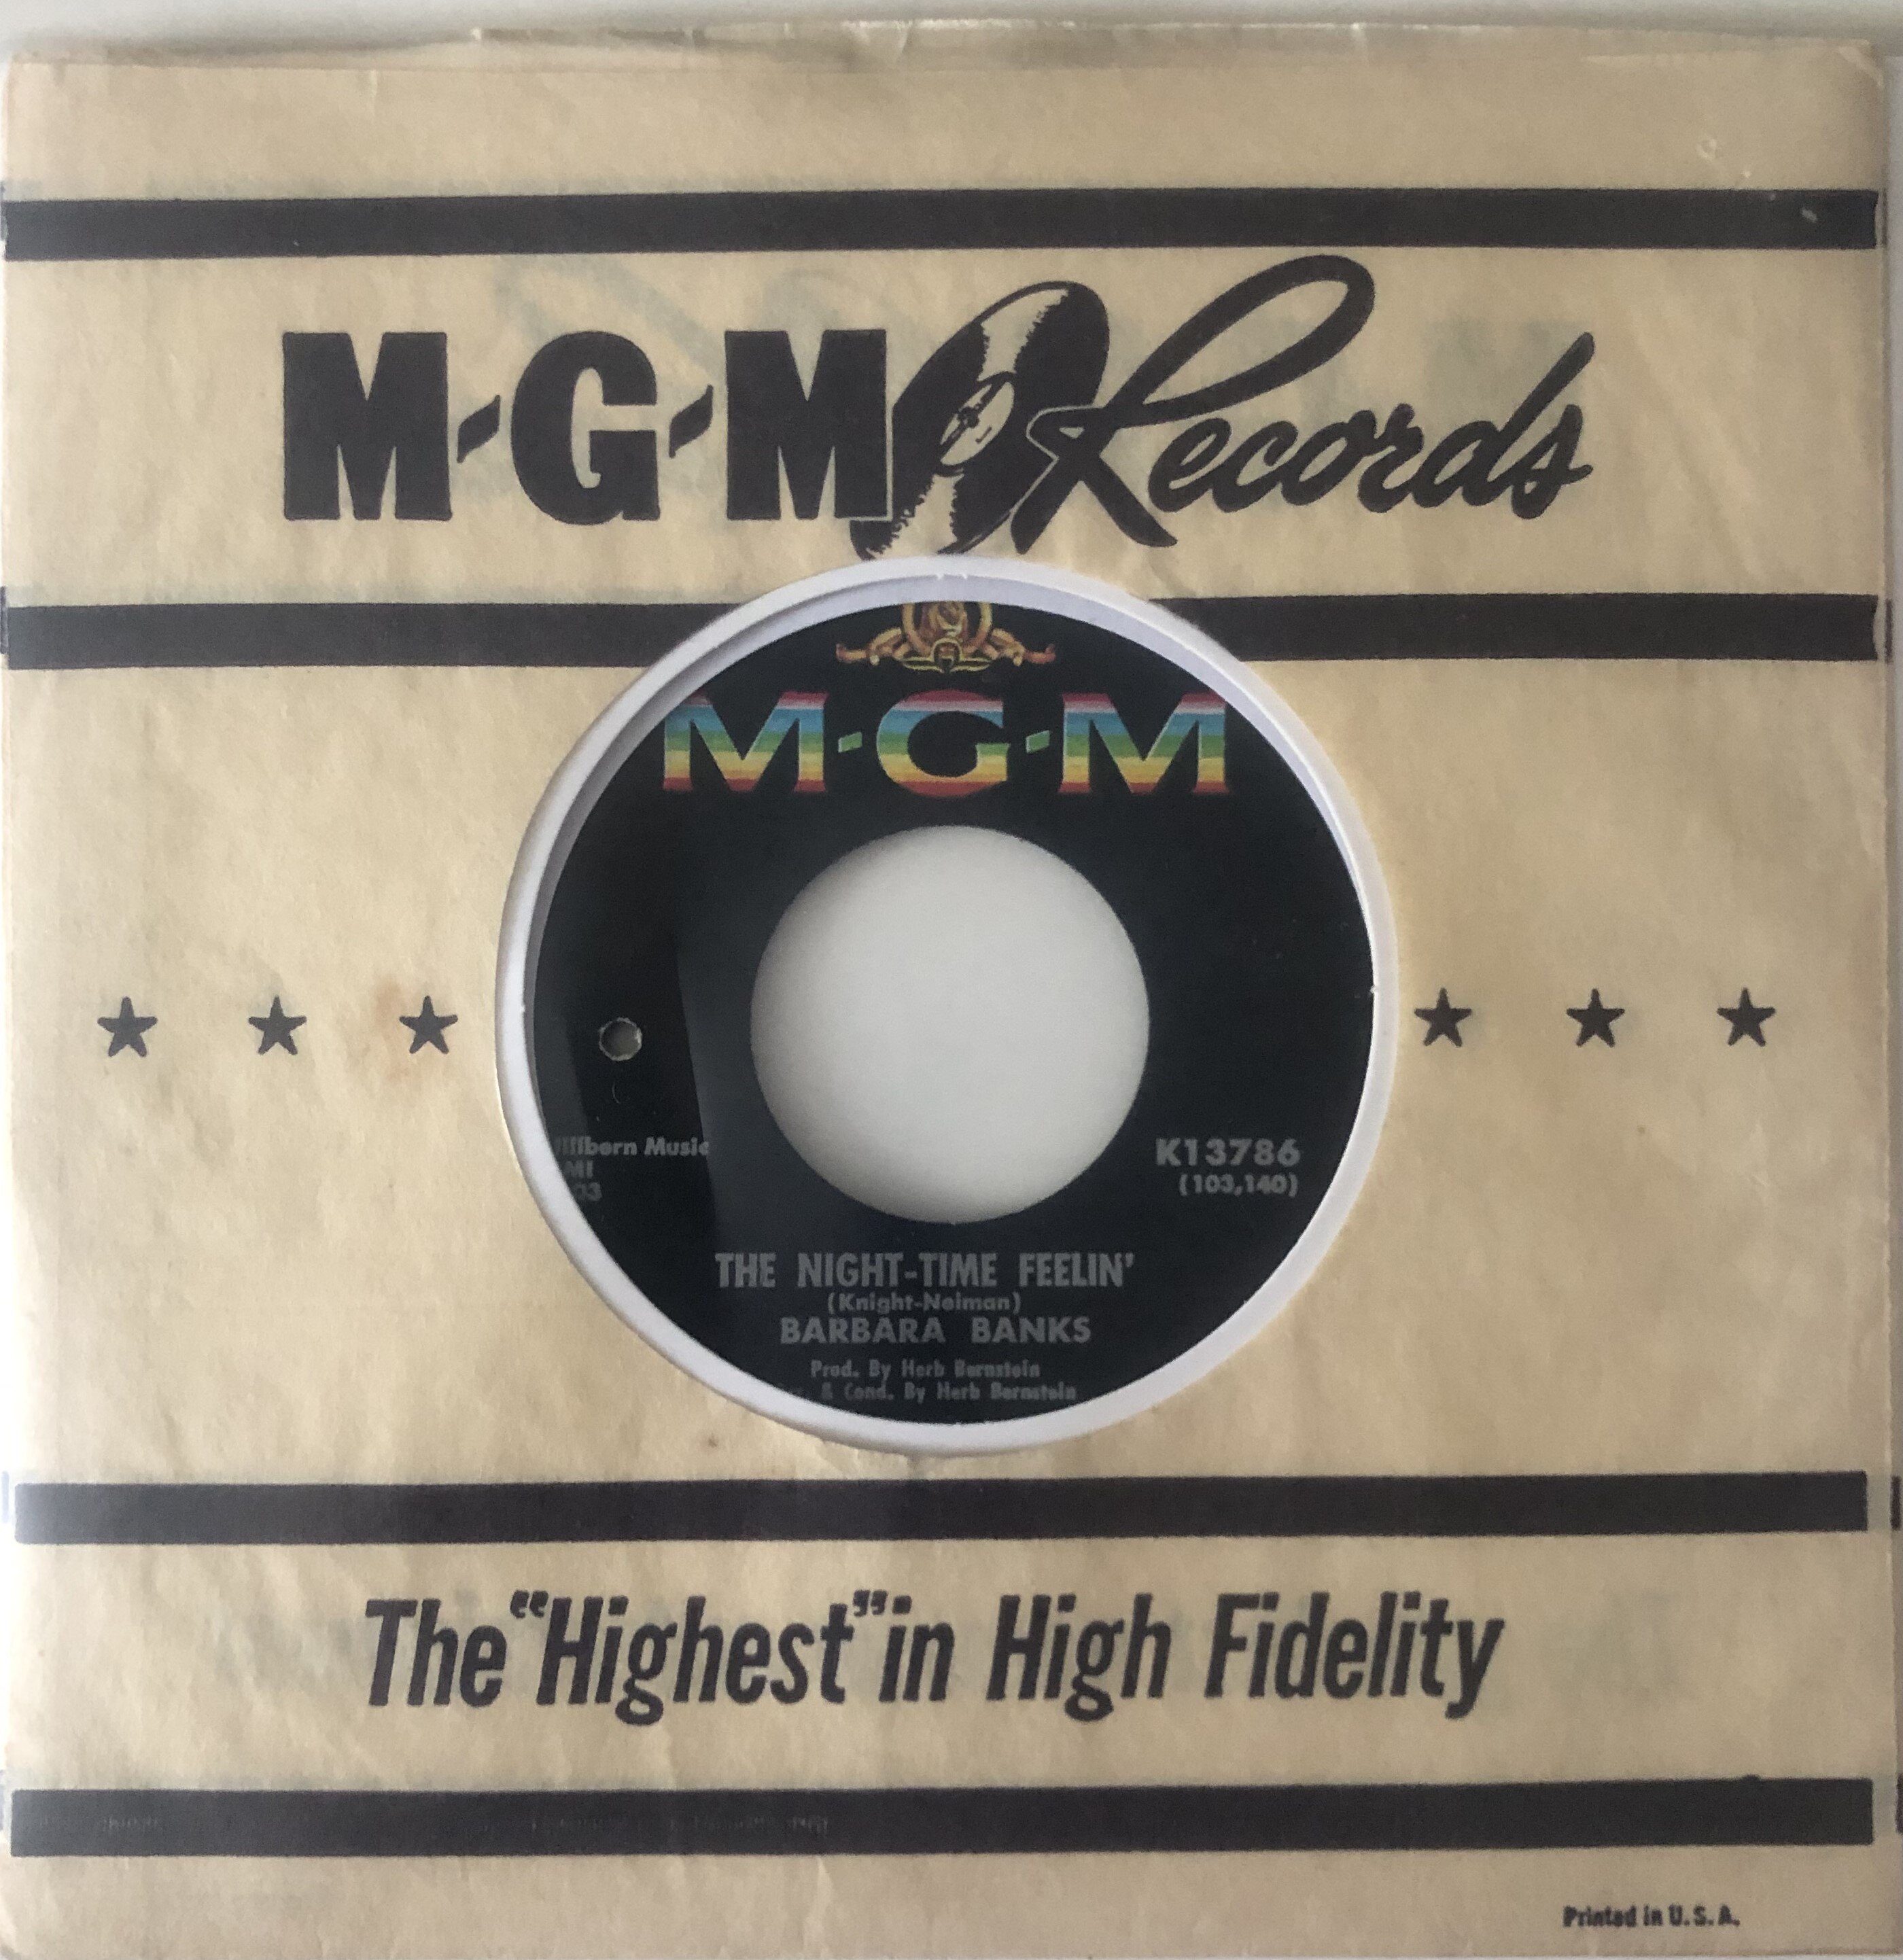 M-G-M Records
M-G-M
Music
K13786
(103,140)
THE NIGHT-TIME FEELIN'
(Knight-Neiman)
BARBARA BANKS
Prod. By Herb Bernstein
& Cond. By Herb Bernstein
The "Highest" in High Fidelity
Printed in U.S.A.